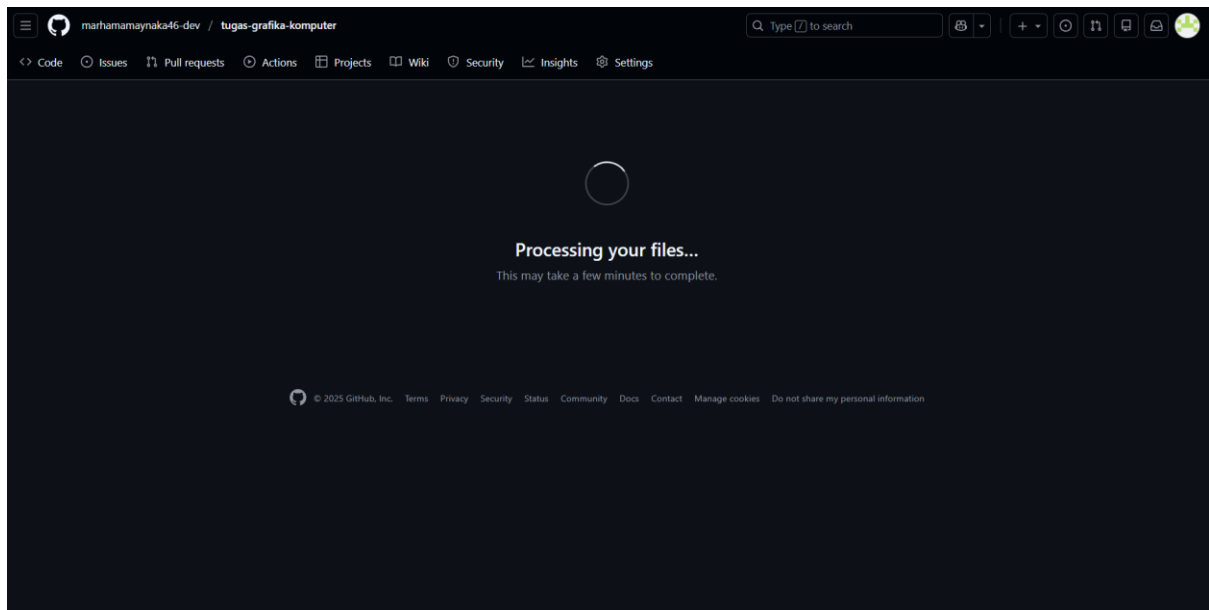 marhamamaynaka46-dev / tugas-grafika-komputer
Type / to search
Code Issues Pull requests Actions Projects Wiki Security Insights Settings
Processing your files...
This may take a few minutes to complete.
© 2025 GitHub, Inc. Terms Privacy Security Status Community Docs Contact Manage cookies Do not share my personal information